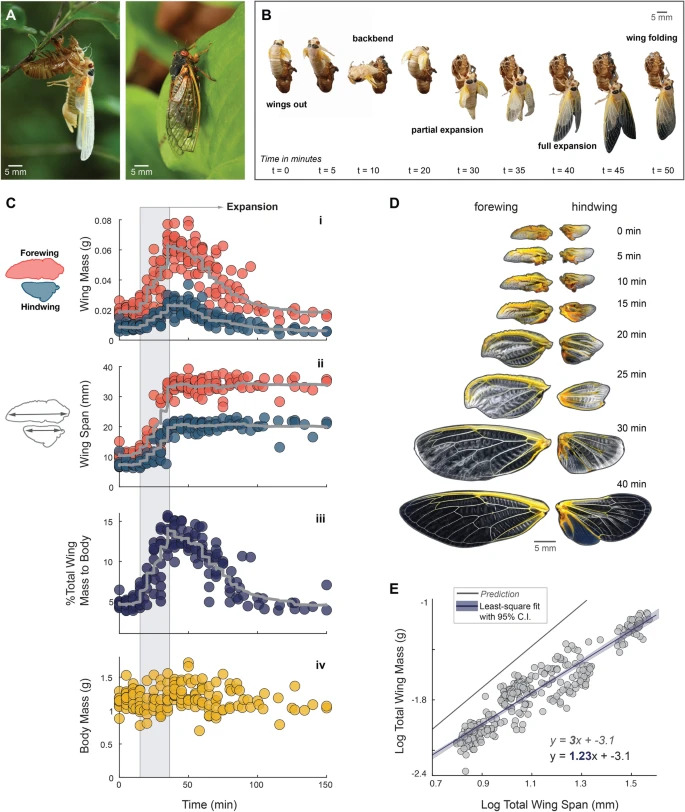 A
5 mm
5 mm
B
5 mm
backbend
wing folding
wings out
partial expansion
full expansion
Time in minutes
t = 0
t = 5
t = 10
t = 20
t = 30
t = 35
t = 40
t = 45
t = 50
C
Expansion
Forewing
Hindwing
i
0.08
0.06
0.04
0.02
0
Wing Mass (g)
ii
40
30
20
10
0
Wing Span (mm)
iii
15
10
5
%Total Wing
Mass to Body
iv
1.5
1
0.5
0
Body Mass (g)
0
50
100
150
Time (min)
D
forewing
hindwing
0 min
5 min
10 min
15 min
20 min
25 min
30 min
40 min
5 mm
E
Prediction
Least-square fit
with 95% C.I.
-1
-1.8
-2.4
Log Total Wing Mass (g)
y = 3x + -3.1
y = 1.23x + -3.1
0.7
0.9
1.1
1.3
1.5
Log Total Wing Span (mm)